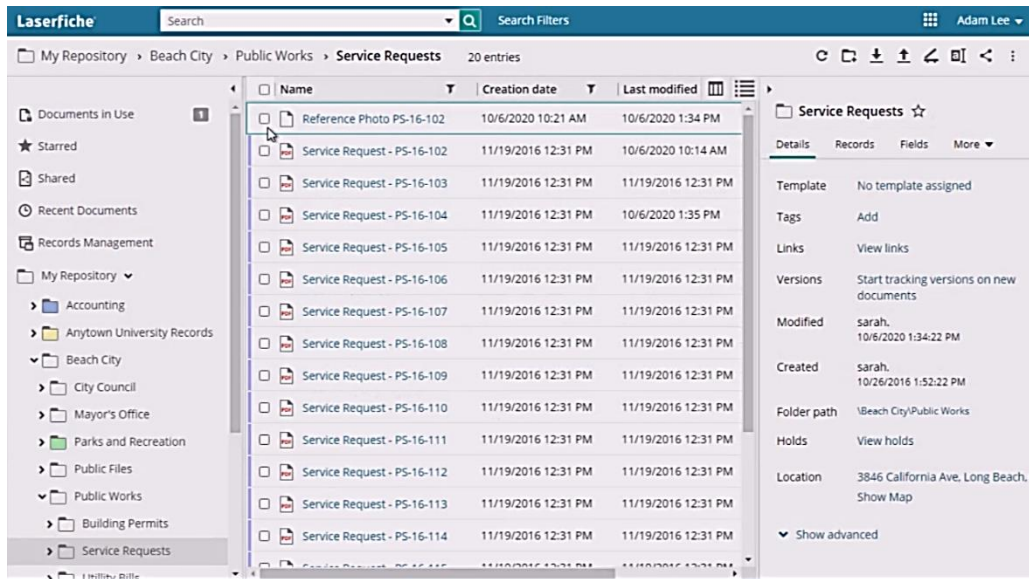 Laserfiche Search Search Filters Adam Lee
My Repository › Beach City › Public Works › Service Requests 20 entries
Documents in Use 1
Starred
Shared
Recent Documents
Records Management
My Repository
Accounting
Anytown University Records
Beach City
City Council
Mayor's Office
Parks and Recreation
Public Files
Public Works
Building Permits
Service Requests
Utility Bills
Name Creation date Last modified
Reference Photo PS-16-102 10/6/2020 10:21 AM 10/6/2020 1:34 PM
PDF Service Request - PS-16-102 11/19/2016 12:31 PM 10/6/2020 10:14 AM
PDF Service Request - PS-16-103 11/19/2016 12:31 PM 11/19/2016 12:31 PM
PDF Service Request - PS-16-104 11/19/2016 12:31 PM 10/6/2020 1:35 PM
PDF Service Request - PS-16-105 11/19/2016 12:31 PM 11/19/2016 12:31 PM
PDF Service Request - PS-16-106 11/19/2016 12:31 PM 11/19/2016 12:31 PM
PDF Service Request - PS-16-107 11/19/2016 12:31 PM 11/19/2016 12:31 PM
PDF Service Request - PS-16-108 11/19/2016 12:31 PM 11/19/2016 12:31 PM
PDF Service Request - PS-16-109 11/19/2016 12:31 PM 11/19/2016 12:31 PM
PDF Service Request - PS-16-110 11/19/2016 12:31 PM 11/19/2016 12:31 PM
PDF Service Request - PS-16-111 11/19/2016 12:31 PM 11/19/2016 12:31 PM
PDF Service Request - PS-16-112 11/19/2016 12:31 PM 11/19/2016 12:31 PM
PDF Service Request - PS-16-113 11/19/2016 12:31 PM 11/19/2016 12:31 PM
PDF Service Request - PS-16-114 11/19/2016 12:31 PM 11/19/2016 12:31 PM
Service Requests
Details Records Fields More
Template No template assigned
Tags Add
Links View links
Versions Start tracking versions on new
documents
Modified sarah,
10/6/2020 1:34:22 PM
Created sarah,
10/26/2016 1:52:22 PM
Folder path \Beach City\Public Works
Holds View holds
Location 3846 California Ave, Long Beach,
Show Map
Show advanced